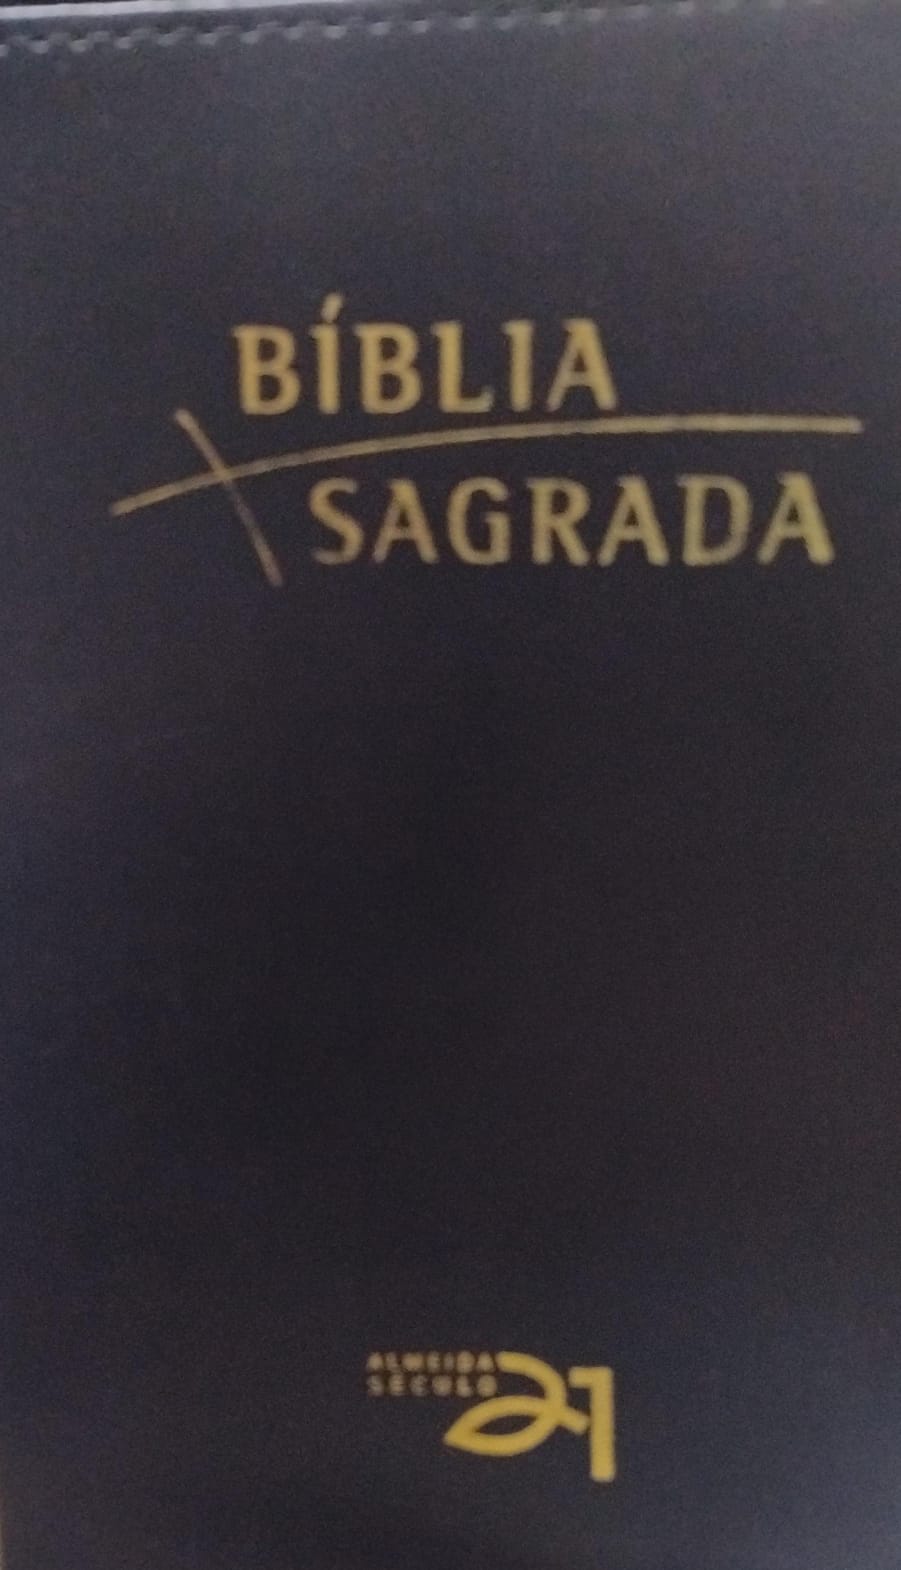 BÍBLIA
SAGRADA
ALMEIDA
SÉCULO
21